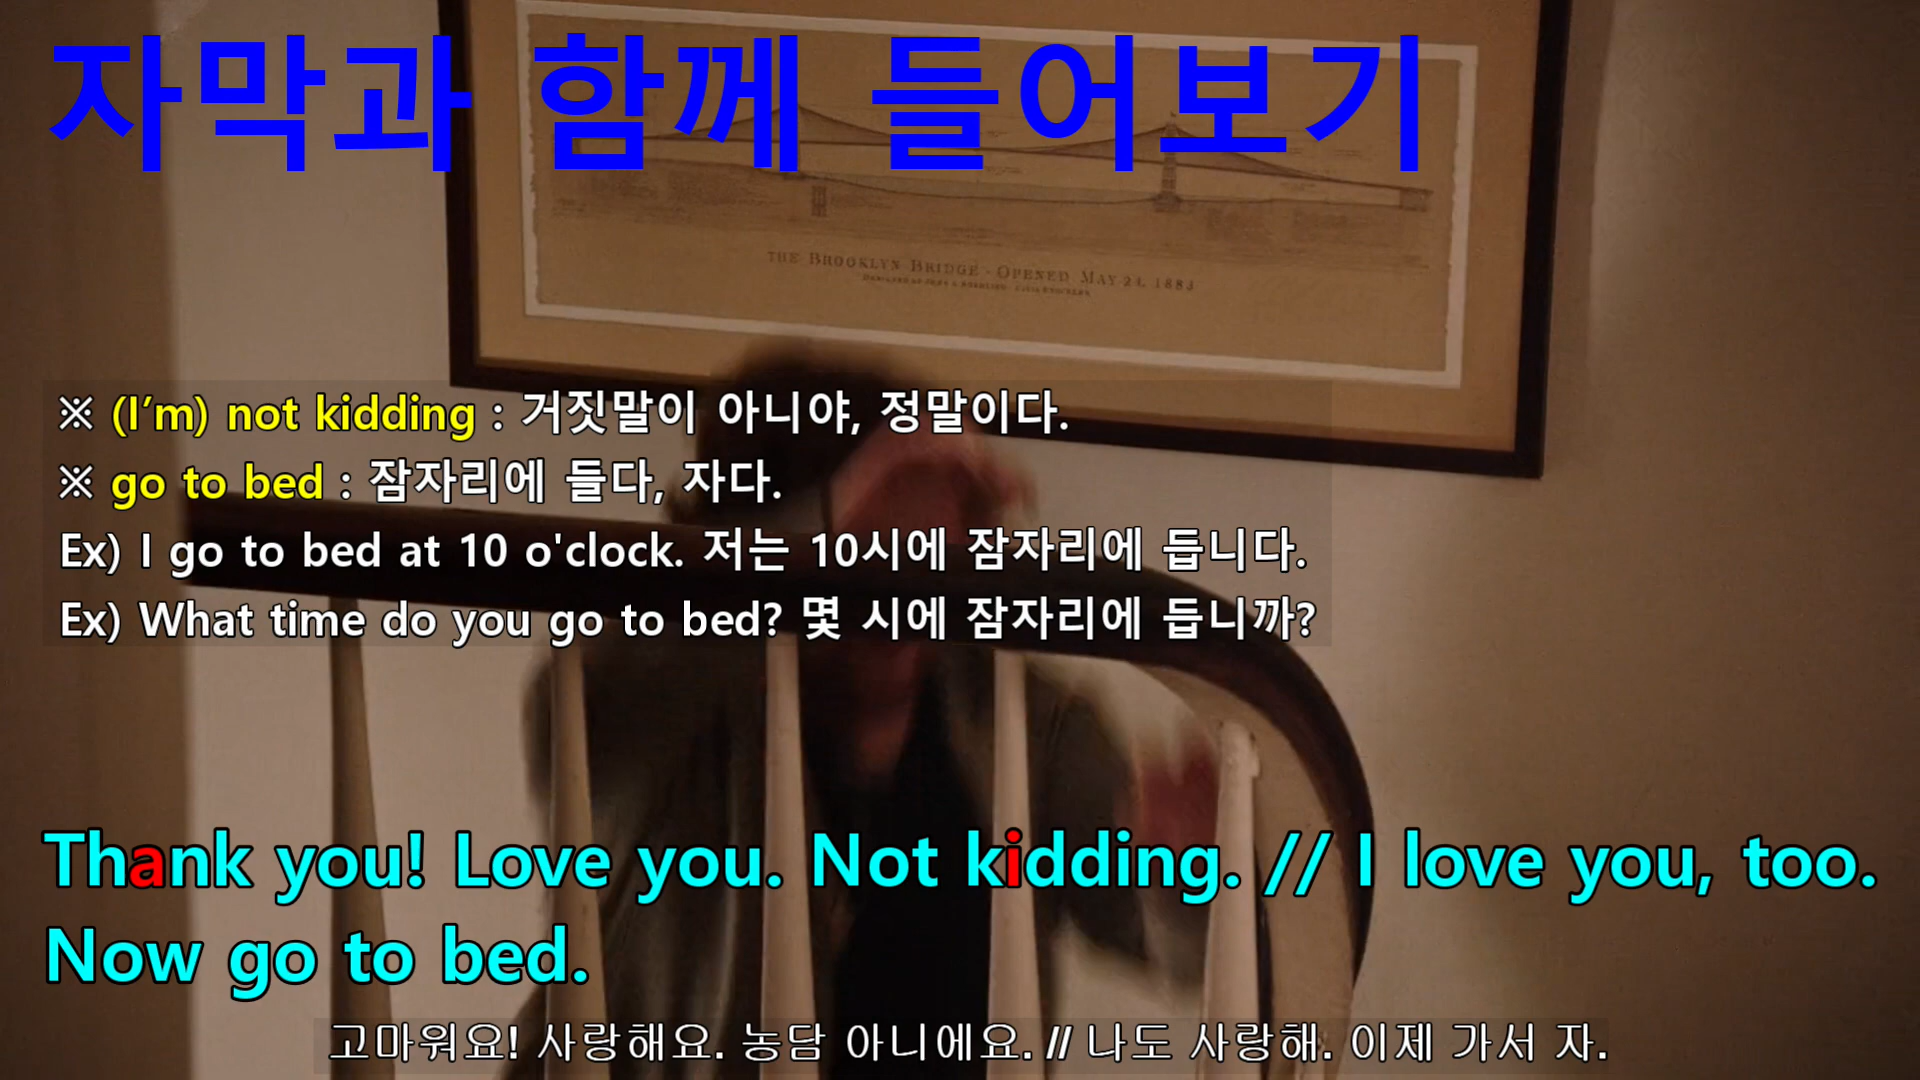 자막과 함께 들어보기
THE BROOKLYN BRIDGE · OPENED MAY 24, 1883
※ (I’m) not kidding : 거짓말이 아니야, 정말이다.
※ go to bed : 잠자리에 들다, 자다.
Ex) I go to bed at 10 o'clock. 저는 10시에 잠자리에 듭니다.
Ex) What time do you go to bed? 몇 시에 잠자리에 듭니까?
Thank you! Love you. Not kidding. // I love you, too.
Now go to bed.
고마워요! 사랑해요. 농담 아니에요. // 나도 사랑해. 이제 가서 자.